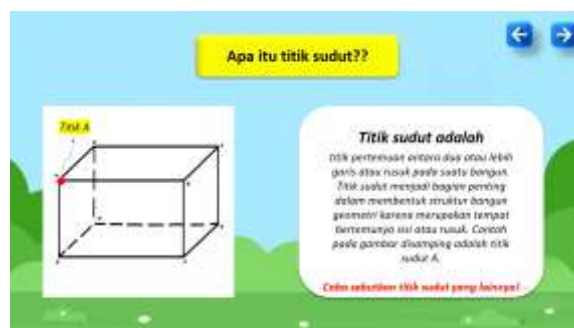 Apa itu titik sudut??
Titik A
Titik sudut adalah
titik pertemuan antara dua atau lebih
garis atau rusuk pada suatu bangun.
Titik sudut menjadi bagian penting
dalam membentuk struktur bangun
geometri karena merupakan tempat
bertemunya sisi atau rusuk. Contoh
pada gambar disamping adalah titik
sudut A.
Coba sebutkan titik sudut yang lainnya!